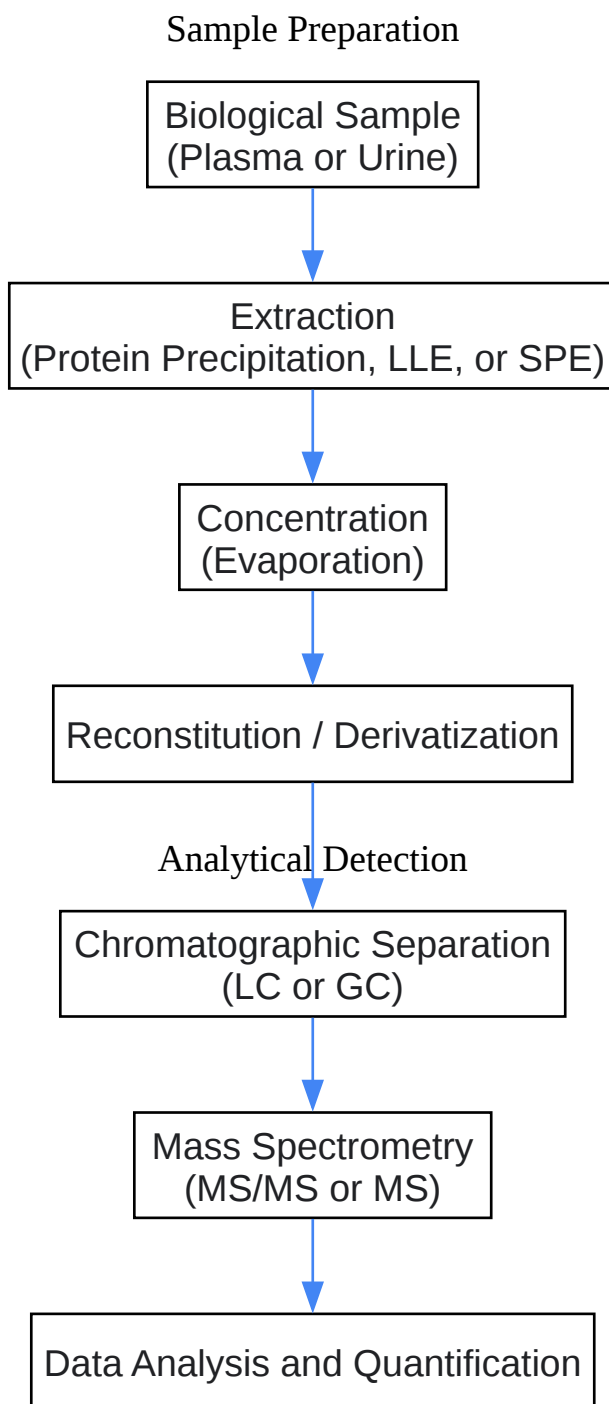 Sample Preparation
Biological Sample
(Plasma or Urine)
Extraction
(Protein Precipitation, LLE, or SPE)
Concentration
(Evaporation)
Reconstitution / Derivatization
Analytical Detection
Chromatographic Separation
(LC or GC)
Mass Spectrometry
(MS/MS or MS)
Data Analysis and Quantification